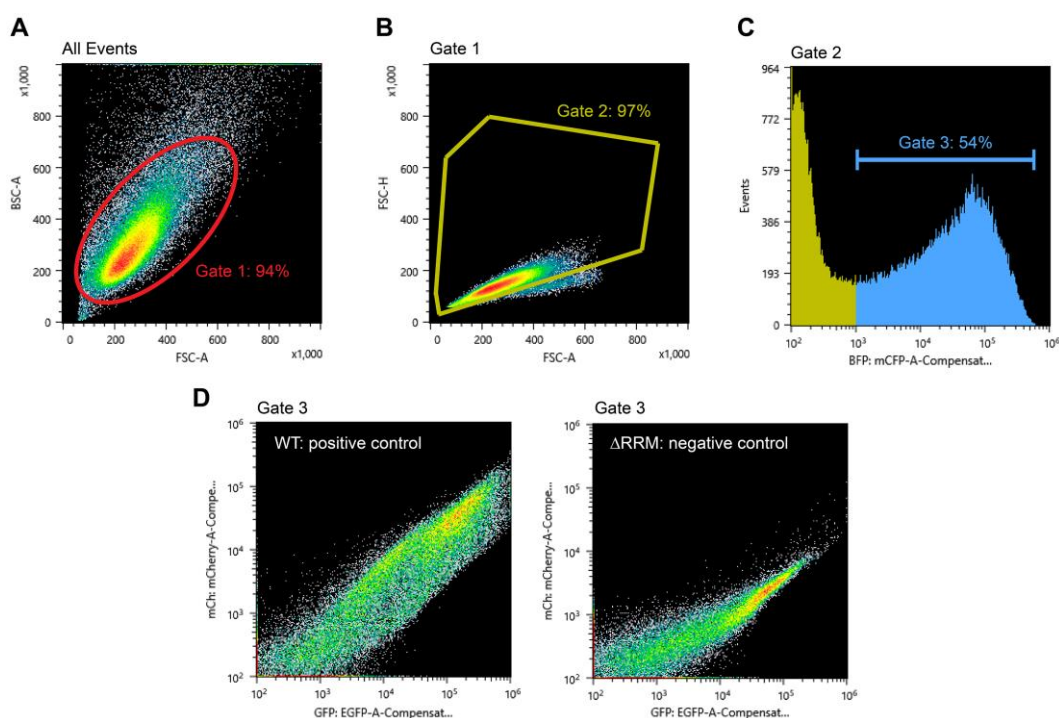 A
All Events
x1,000
800
600
400
200
0
BSC-A
Gate 1: 94%
0 200 400 600 800
FSC-A x1,000
B
Gate 1
x1,000
800
600
400
200
0
FSC-H
Gate 2: 97%
0 200 400 600 800
FSC-A x1,000
C
Gate 2
964
772
579
386
193
0
Events
Gate 3: 54%
10² 10³ 10⁴ 10⁵ 10⁶
BFP: mCFP-A-Compensat...
D
Gate 3
10⁶
10⁵
10⁴
10³
10²
mCh: mCherry-A-Compe...
WT: positive control
10² 10³ 10⁴ 10⁵ 10⁶
GFP: EGFP-A-Compensat...
Gate 3
10⁶
10⁵
10⁴
10³
10²
mCh: mCherry-A-Compe...
ΔRRM: negative control
10² 10³ 10⁴ 10⁵ 10⁶
GFP: EGFP-A-Compensat...